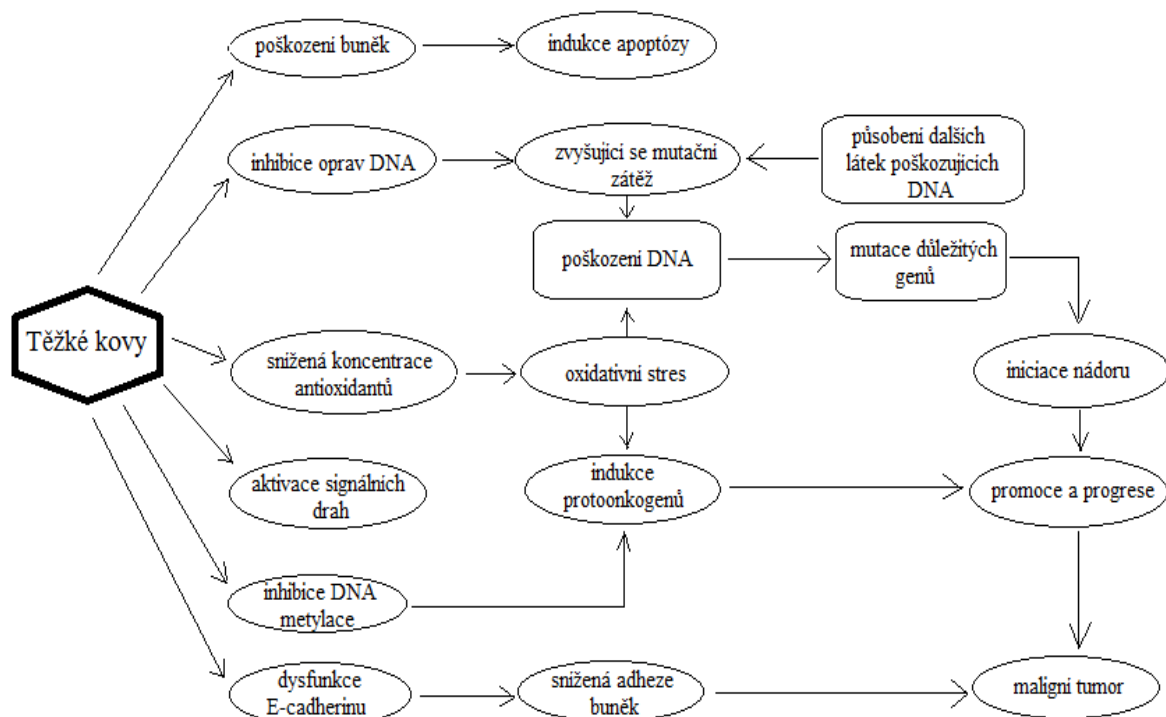 poškození buněk
indukce apoptózy
inhibice oprav DNA
zvyšující se mutační
zátěž
působení dalších
látek poškozujících
DNA
poškození DNA
mutace důležitých
genů
Těžké kovy
snížená koncentrace
antioxidantů
oxidativní stres
iniciace nádoru
aktivace signálních
drah
indukce
protoonkogenů
promoce a progrese
inhibice DNA
metylace
dysfunkce
E-cadherinu
snížená adheze
buněk
maligní tumor